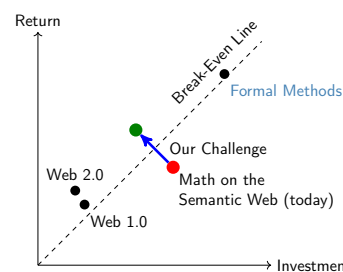 Return
Break-Even Line
Formal Methods
Our Challenge
Web 2.0
Math on the
Semantic Web (today)
Web 1.0